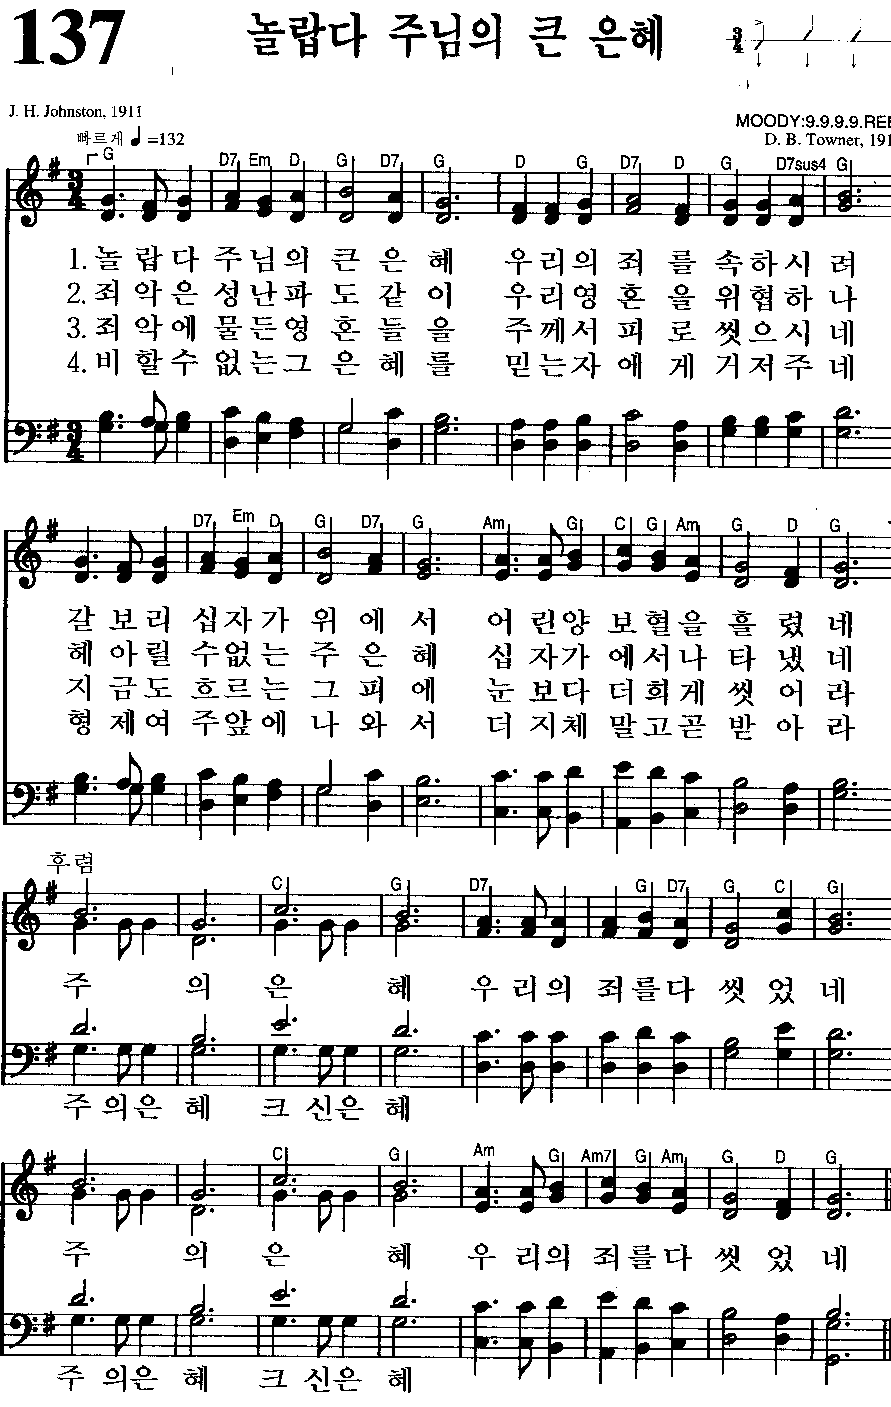 137
놀랍다 주님의 큰 은혜
J. H. Johnston, 1911
MOODY:9.9.9.9.REF
빠르게 ♩=132
D. B. Towner, 191
G D7 Em D G D7 G D G D7 D G D7sus4 G
3/4
1.놀랍다 주님의 큰은혜 우리의 죄를 속하시려
2.죄악은 성난파 도같이 우리영 혼을 위협하나
3.죄악에 물든영 혼들을 주께서 피로 씻으시네
4.비할수 없는그 은혜를 믿는자 에게 거저주네
3/4
D7 Em D G D7 G Am G C G Am G D G
갈보리 십자가 위에서 어린양 보혈을 흘렸네
헤아릴 수없는 주은혜 십자가 에서나 타냈네
지금도 흐르는 그피에 눈보다 더희게 씻어라
형제여 주앞에 나와서 더지체 말고곧 받아라
후렴
C G D7 G D7 G C G
주 의 은 혜 우리의 죄를다 씻었네
주의은 혜 크신은 혜
C G Am G Am7 G Am G D G
주 의 은 혜 우리의 죄를다 씻었네
주의은 혜 크신은 혜